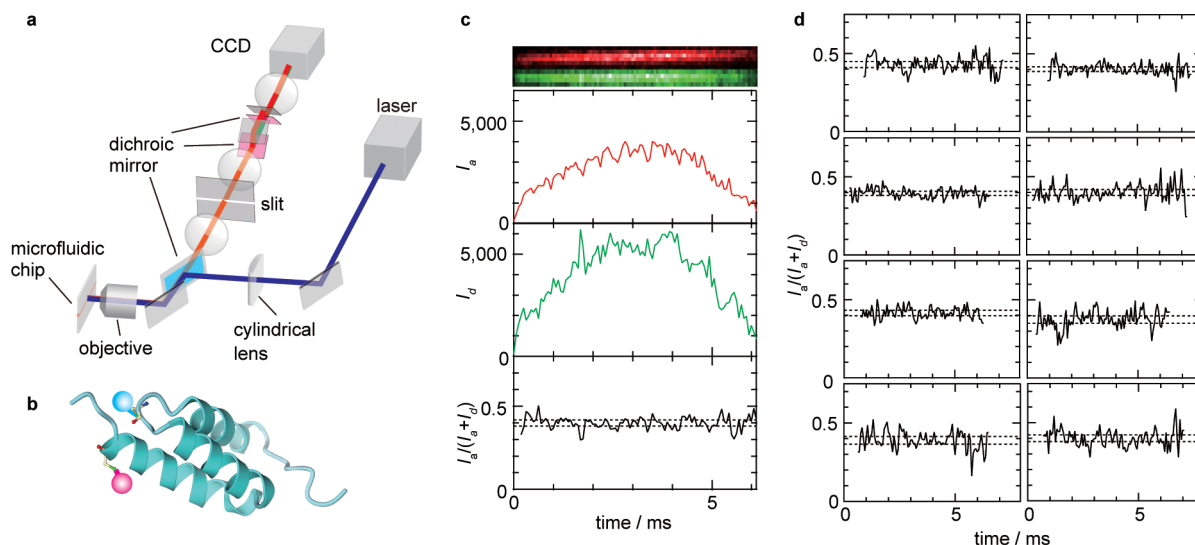 a
CCD
laser
dichroic
mirror
slit
microfluidic
chip
objective
cylindrical
lens
b
c
5,000
I_a
0
5,000
I_d
0
0.5
I_a/(I_a+I_d)
0
0
5
time / ms
d
0.5
0
0.5
0
0.5
0
0.5
0
I_a/(I_a+I_d)
0
5
0
5
time / ms